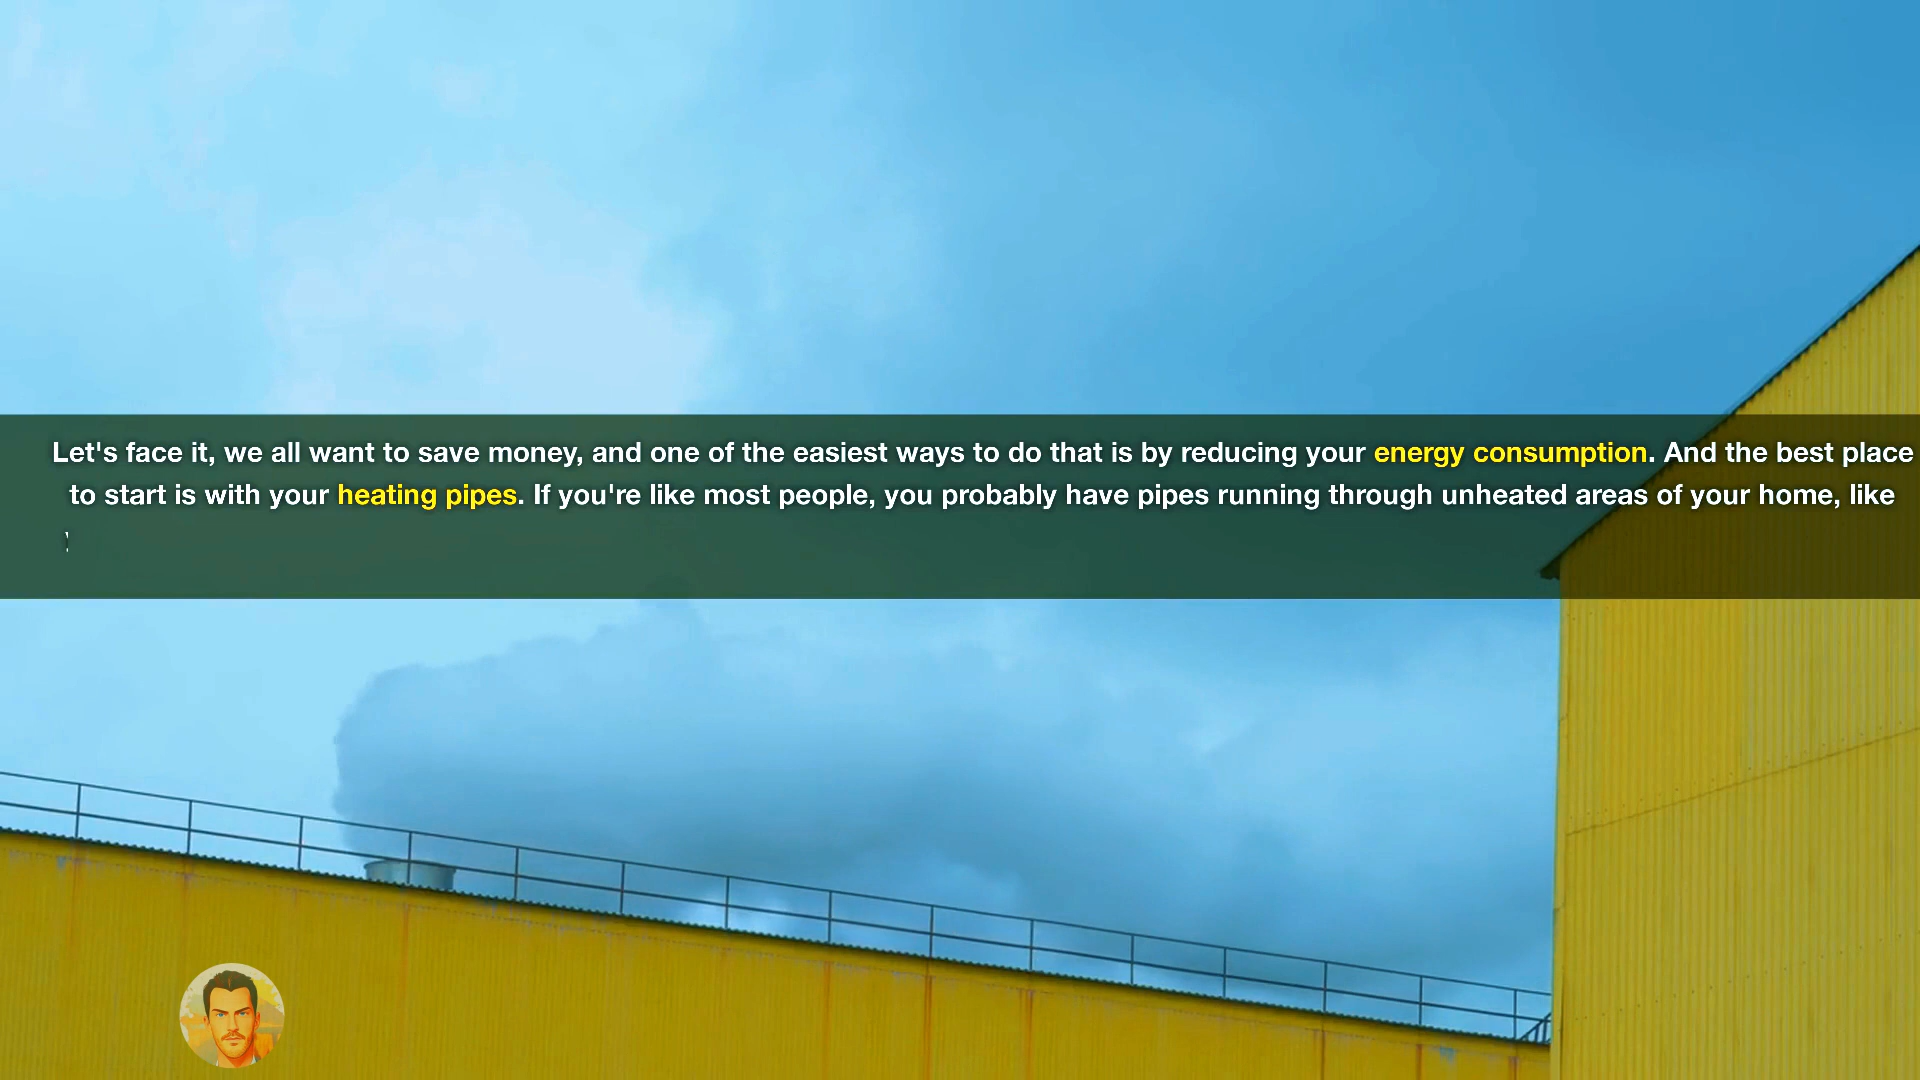 Let's face it, we all want to save money, and one of the easiest ways to do that is by reducing your energy consumption. And the best place
to start is with your heating pipes. If you're like most people, you probably have pipes running through unheated areas of your home, like